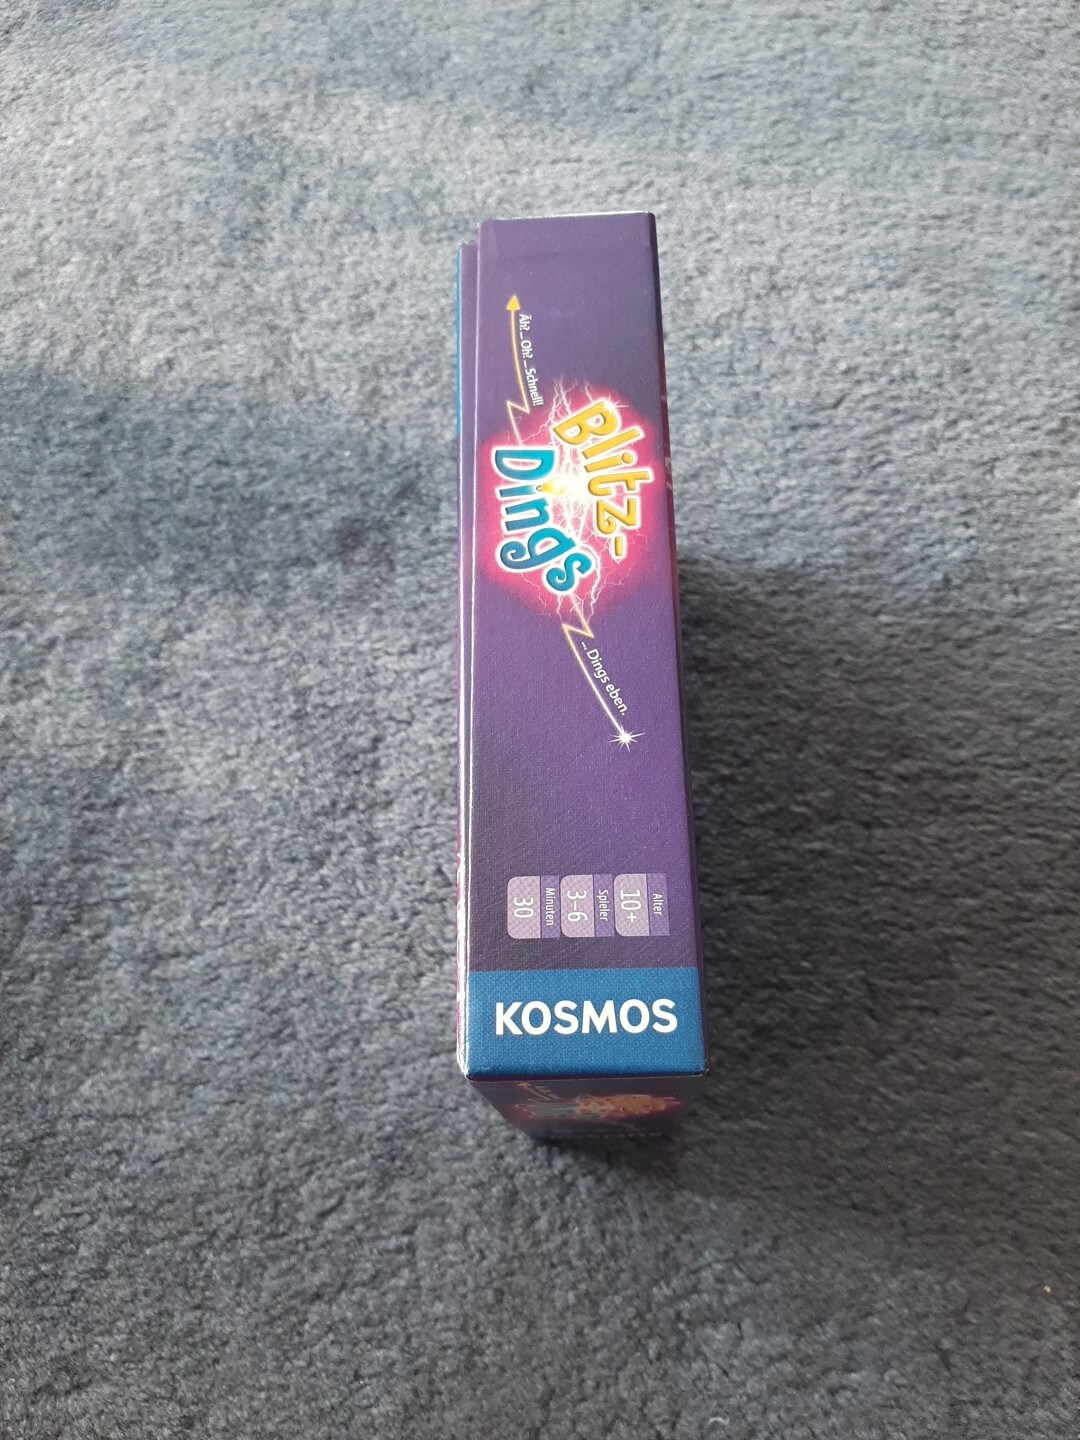 Äh?... Oh? ... Schnell!
Blitz-
Dings
... Dings eben.
Alter
10+
Spieler
3–6
Minuten
30
KOSMOS